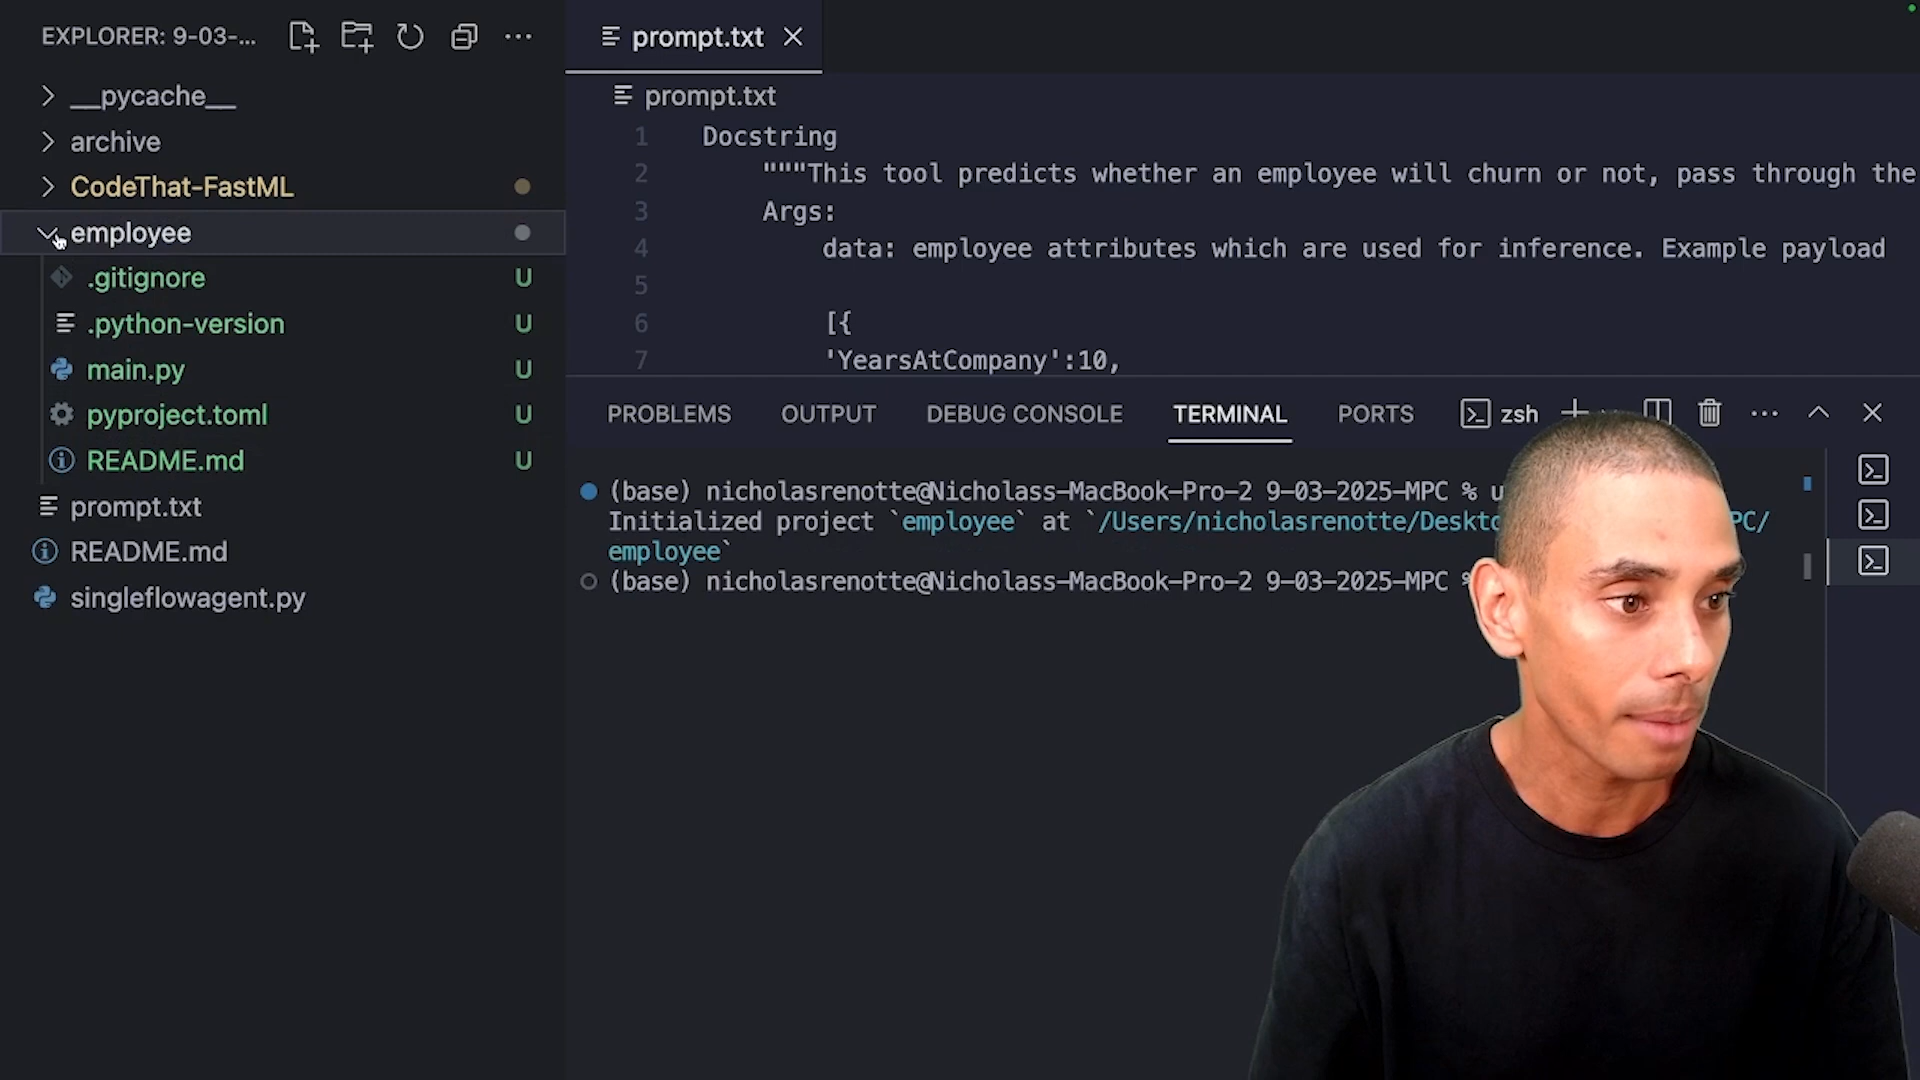 EXPLORER: 9-03-...
__pycache__
archive
CodeThat-FastML
employee
.gitignore U
.python-version U
main.py U
pyproject.toml U
README.md U
prompt.txt
README.md
singleflowagent.py
prompt.txt
prompt.txt
1 Docstring
2 """This tool predicts whether an employee will churn or not, pass through the
3 Args:
4 data: employee attributes which are used for inference. Example payload
5
6 [{
7 'YearsAtCompany':10,
PROBLEMS OUTPUT DEBUG CONSOLE TERMINAL PORTS zsh
(base) nicholasrenotte@Nicholass-MacBook-Pro-2 9-03-2025-MPC % u
Initialized project `employee` at `/Users/nicholasrenotte/Deskto PC/
employee`
(base) nicholasrenotte@Nicholass-MacBook-Pro-2 9-03-2025-MPC %